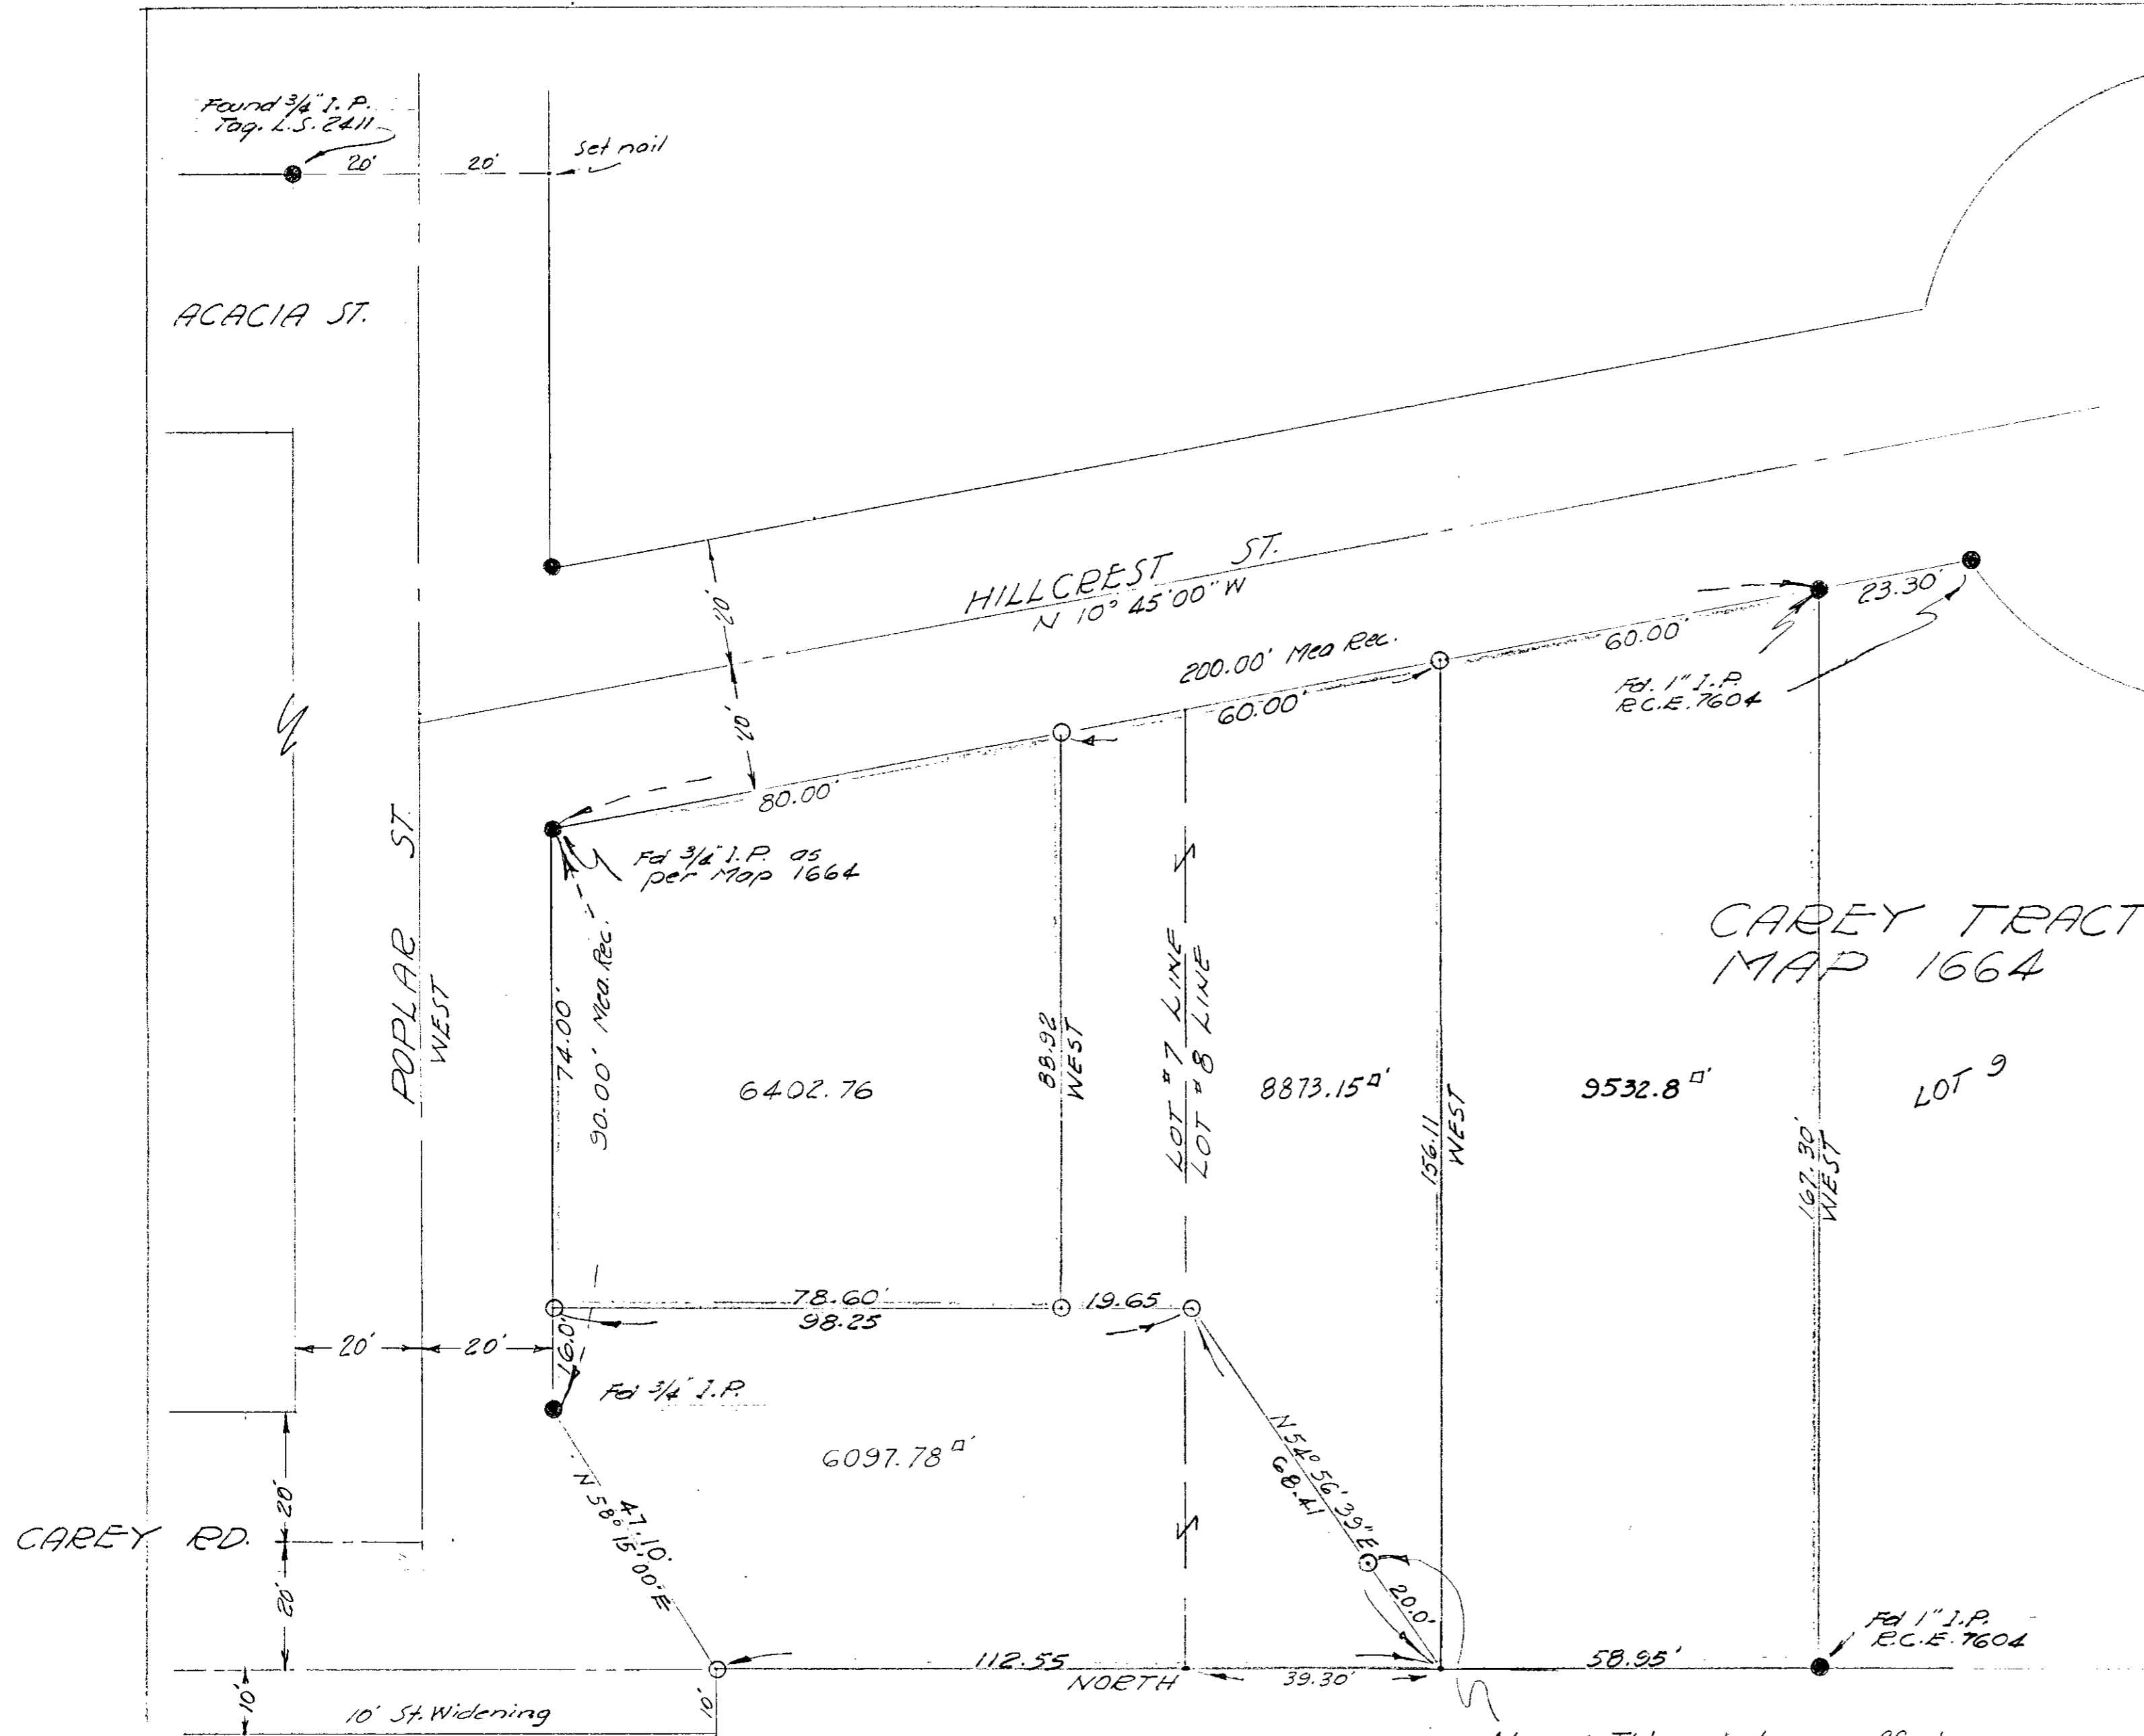 Found 3/4" I.P.
Tag. L.S. 2411
20'
20'
Set nail
ACACIA ST.
HILLCREST ST.
N 10° 45' 00" W
20'
20'
200.00' Mea Rec.
60.00'
60.00'
23.30'
Fd. 1" I.P.
R.C.E. 7604
80.00'
Fd 3/4" I.P. as
per Map 1664
POPLAR ST.
WEST
74.00'
90.00' Mea. Rec.
6402.76
88.92
WEST
LOT #7 LINE
LOT #8 LINE
8873.15 □'
156.11
WEST
9532.8 □'
167.30'
WEST
CAREY TRACT
MAP 1664
LOT 9
78.60'
98.25
19.65
16.0'
20'
20'
Fd 3/4" I.P.
6097.78 □'
N 54° 56' 39" E
68.41
20.0'
N 58° 15' 00" E
47.10'
CAREY RD.
20'
20'
10'
10' St. Widening
10'
112.55
NORTH
39.30'
58.95'
Fd 1" I.P.
R.C.E. 7604